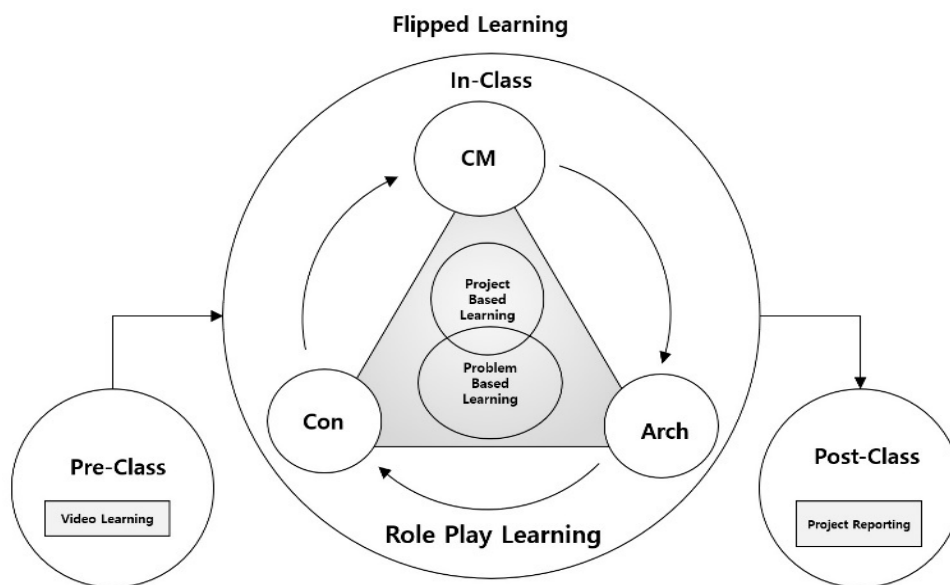 Flipped Learning
In-Class
CM
Project
Based
Learning
Problem
Based
Learning
Con
Arch
Pre-Class
Video Learning
Role Play Learning
Post-Class
Project Reporting